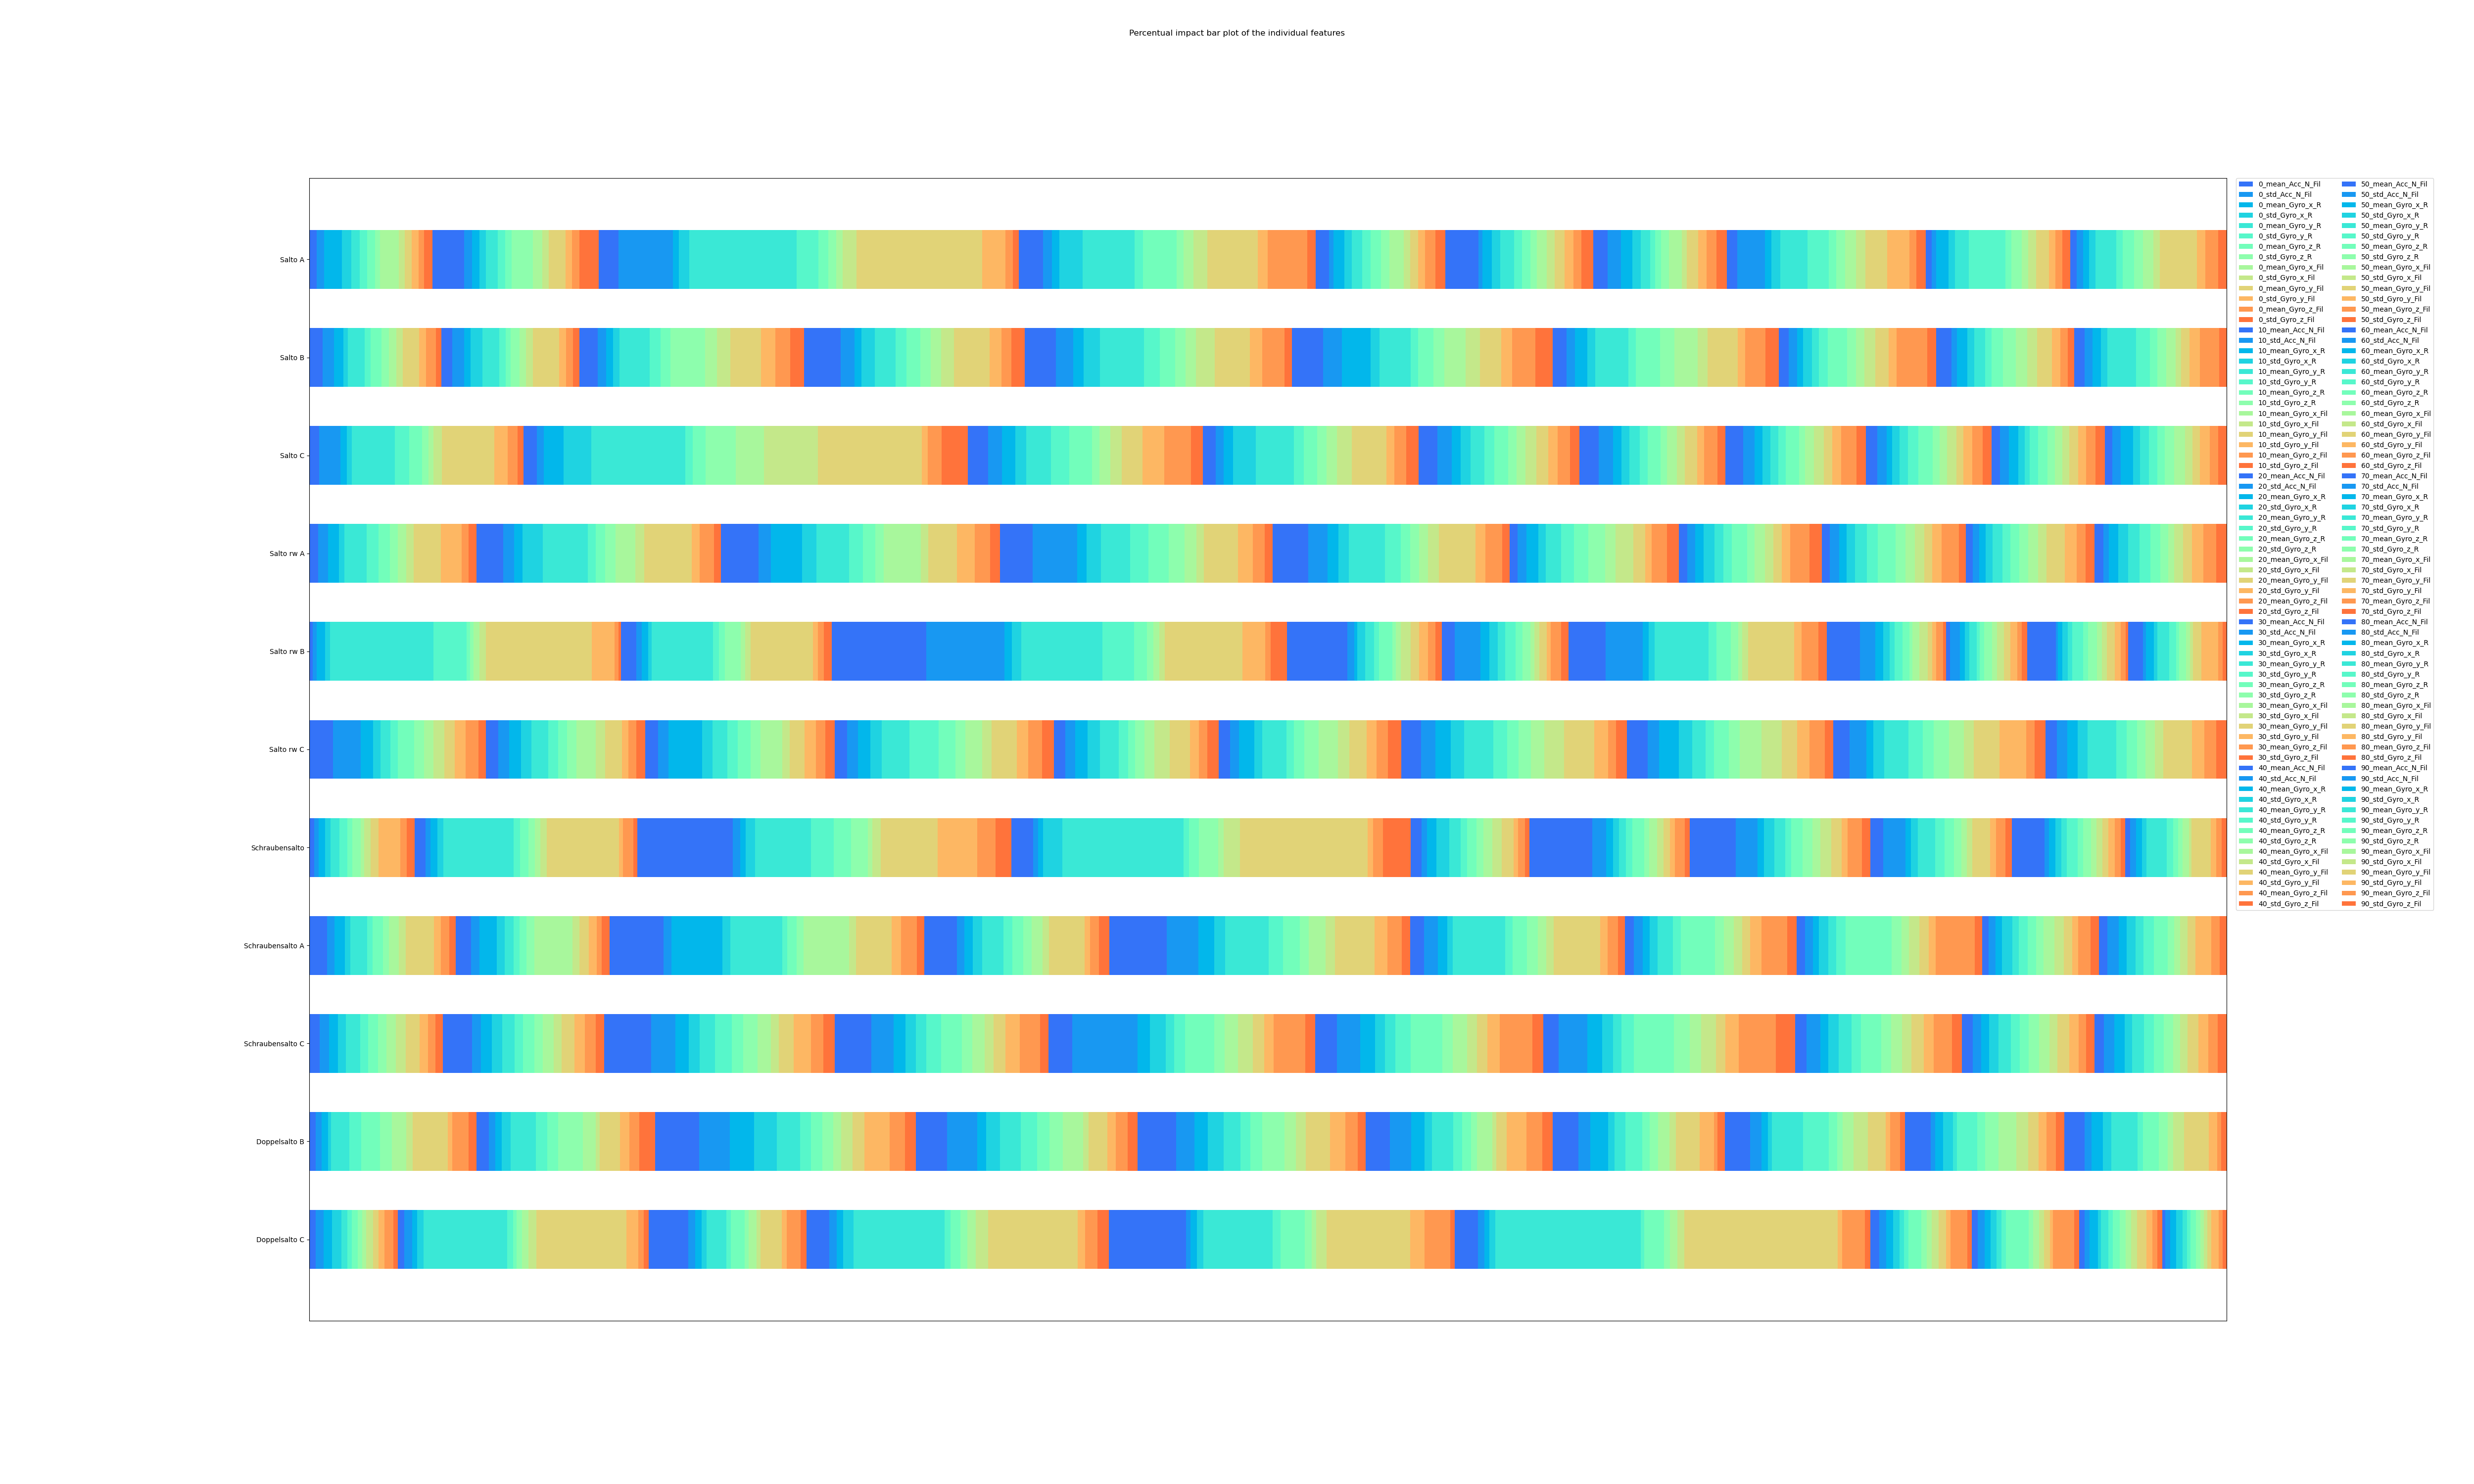 Percentual impact bar plot of the individual features
Salto A
Salto B
Salto C
Salto rw A
Salto rw B
Salto rw C
Schraubensalto
Schraubensalto A
Schraubensalto C
Doppelsalto B
Doppelsalto C
0_mean_Acc_N_Fil
0_std_Acc_N_Fil
0_mean_Gyro_x_R
0_std_Gyro_x_R
0_mean_Gyro_y_R
0_std_Gyro_y_R
0_mean_Gyro_z_R
0_std_Gyro_z_R
0_mean_Gyro_x_Fil
0_std_Gyro_x_Fil
0_mean_Gyro_y_Fil
0_std_Gyro_y_Fil
0_mean_Gyro_z_Fil
0_std_Gyro_z_Fil
10_mean_Acc_N_Fil
10_std_Acc_N_Fil
10_mean_Gyro_x_R
10_std_Gyro_x_R
10_mean_Gyro_y_R
10_std_Gyro_y_R
10_mean_Gyro_z_R
10_std_Gyro_z_R
10_mean_Gyro_x_Fil
10_std_Gyro_x_Fil
10_mean_Gyro_y_Fil
10_std_Gyro_y_Fil
10_mean_Gyro_z_Fil
10_std_Gyro_z_Fil
20_mean_Acc_N_Fil
20_std_Acc_N_Fil
20_mean_Gyro_x_R
20_std_Gyro_x_R
20_mean_Gyro_y_R
20_std_Gyro_y_R
20_mean_Gyro_z_R
20_std_Gyro_z_R
20_mean_Gyro_x_Fil
20_std_Gyro_x_Fil
20_mean_Gyro_y_Fil
20_std_Gyro_y_Fil
20_mean_Gyro_z_Fil
20_std_Gyro_z_Fil
30_mean_Acc_N_Fil
30_std_Acc_N_Fil
30_mean_Gyro_x_R
30_std_Gyro_x_R
30_mean_Gyro_y_R
30_std_Gyro_y_R
30_mean_Gyro_z_R
30_std_Gyro_z_R
30_mean_Gyro_x_Fil
30_std_Gyro_x_Fil
30_mean_Gyro_y_Fil
30_std_Gyro_y_Fil
30_mean_Gyro_z_Fil
30_std_Gyro_z_Fil
40_mean_Acc_N_Fil
40_std_Acc_N_Fil
40_mean_Gyro_x_R
40_std_Gyro_x_R
40_mean_Gyro_y_R
40_std_Gyro_y_R
40_mean_Gyro_z_R
40_std_Gyro_z_R
40_mean_Gyro_x_Fil
40_std_Gyro_x_Fil
40_mean_Gyro_y_Fil
40_std_Gyro_y_Fil
40_mean_Gyro_z_Fil
40_std_Gyro_z_Fil
50_mean_Acc_N_Fil
50_std_Acc_N_Fil
50_mean_Gyro_x_R
50_std_Gyro_x_R
50_mean_Gyro_y_R
50_std_Gyro_y_R
50_mean_Gyro_z_R
50_std_Gyro_z_R
50_mean_Gyro_x_Fil
50_std_Gyro_x_Fil
50_mean_Gyro_y_Fil
50_std_Gyro_y_Fil
50_mean_Gyro_z_Fil
50_std_Gyro_z_Fil
60_mean_Acc_N_Fil
60_std_Acc_N_Fil
60_mean_Gyro_x_R
60_std_Gyro_x_R
60_mean_Gyro_y_R
60_std_Gyro_y_R
60_mean_Gyro_z_R
60_std_Gyro_z_R
60_mean_Gyro_x_Fil
60_std_Gyro_x_Fil
60_mean_Gyro_y_Fil
60_std_Gyro_y_Fil
60_mean_Gyro_z_Fil
60_std_Gyro_z_Fil
70_mean_Acc_N_Fil
70_std_Acc_N_Fil
70_mean_Gyro_x_R
70_std_Gyro_x_R
70_mean_Gyro_y_R
70_std_Gyro_y_R
70_mean_Gyro_z_R
70_std_Gyro_z_R
70_mean_Gyro_x_Fil
70_std_Gyro_x_Fil
70_mean_Gyro_y_Fil
70_std_Gyro_y_Fil
70_mean_Gyro_z_Fil
70_std_Gyro_z_Fil
80_mean_Acc_N_Fil
80_std_Acc_N_Fil
80_mean_Gyro_x_R
80_std_Gyro_x_R
80_mean_Gyro_y_R
80_std_Gyro_y_R
80_mean_Gyro_z_R
80_std_Gyro_z_R
80_mean_Gyro_x_Fil
80_std_Gyro_x_Fil
80_mean_Gyro_y_Fil
80_std_Gyro_y_Fil
80_mean_Gyro_z_Fil
80_std_Gyro_z_Fil
90_mean_Acc_N_Fil
90_std_Acc_N_Fil
90_mean_Gyro_x_R
90_std_Gyro_x_R
90_mean_Gyro_y_R
90_std_Gyro_y_R
90_mean_Gyro_z_R
90_std_Gyro_z_R
90_mean_Gyro_x_Fil
90_std_Gyro_x_Fil
90_mean_Gyro_y_Fil
90_std_Gyro_y_Fil
90_mean_Gyro_z_Fil
90_std_Gyro_z_Fil